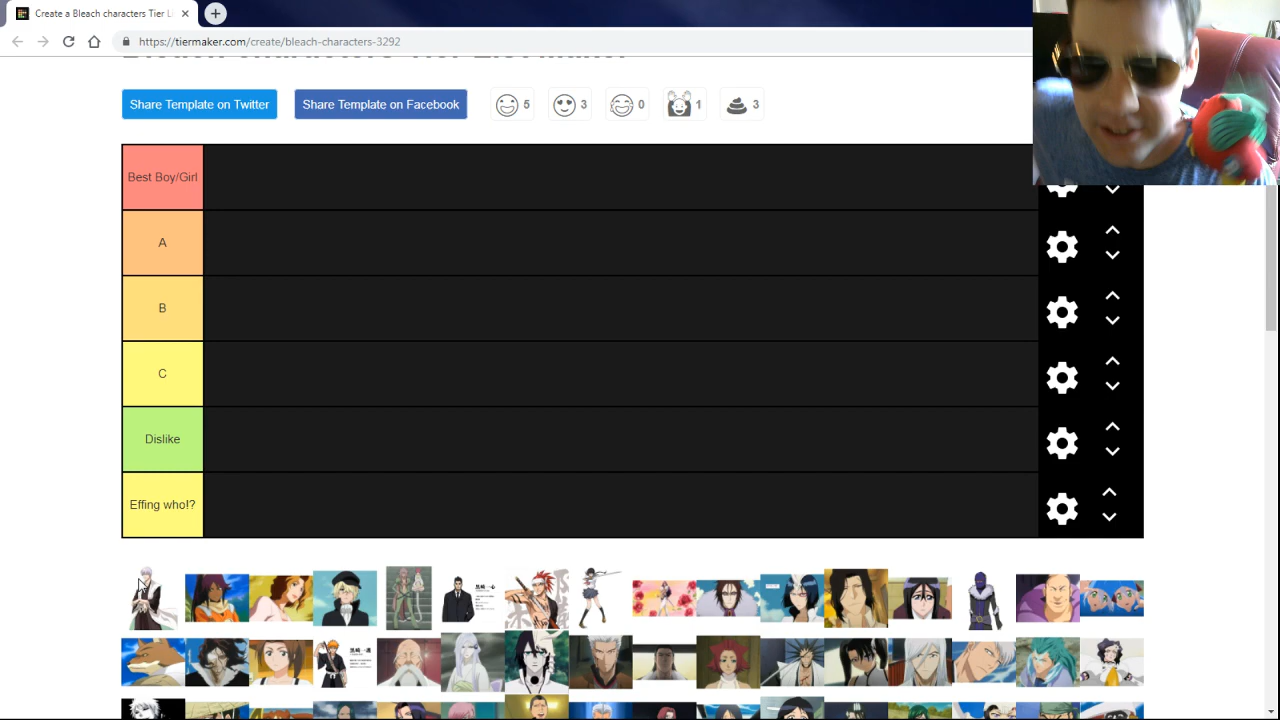 Create a Bleach characters Tier Li
https://tiermaker.com/create/bleach-characters-3292
Share Template on Twitter
Share Template on Facebook
5
3
0
1
3
Best Boy/Girl
A
B
C
Dislike
Effing who!?